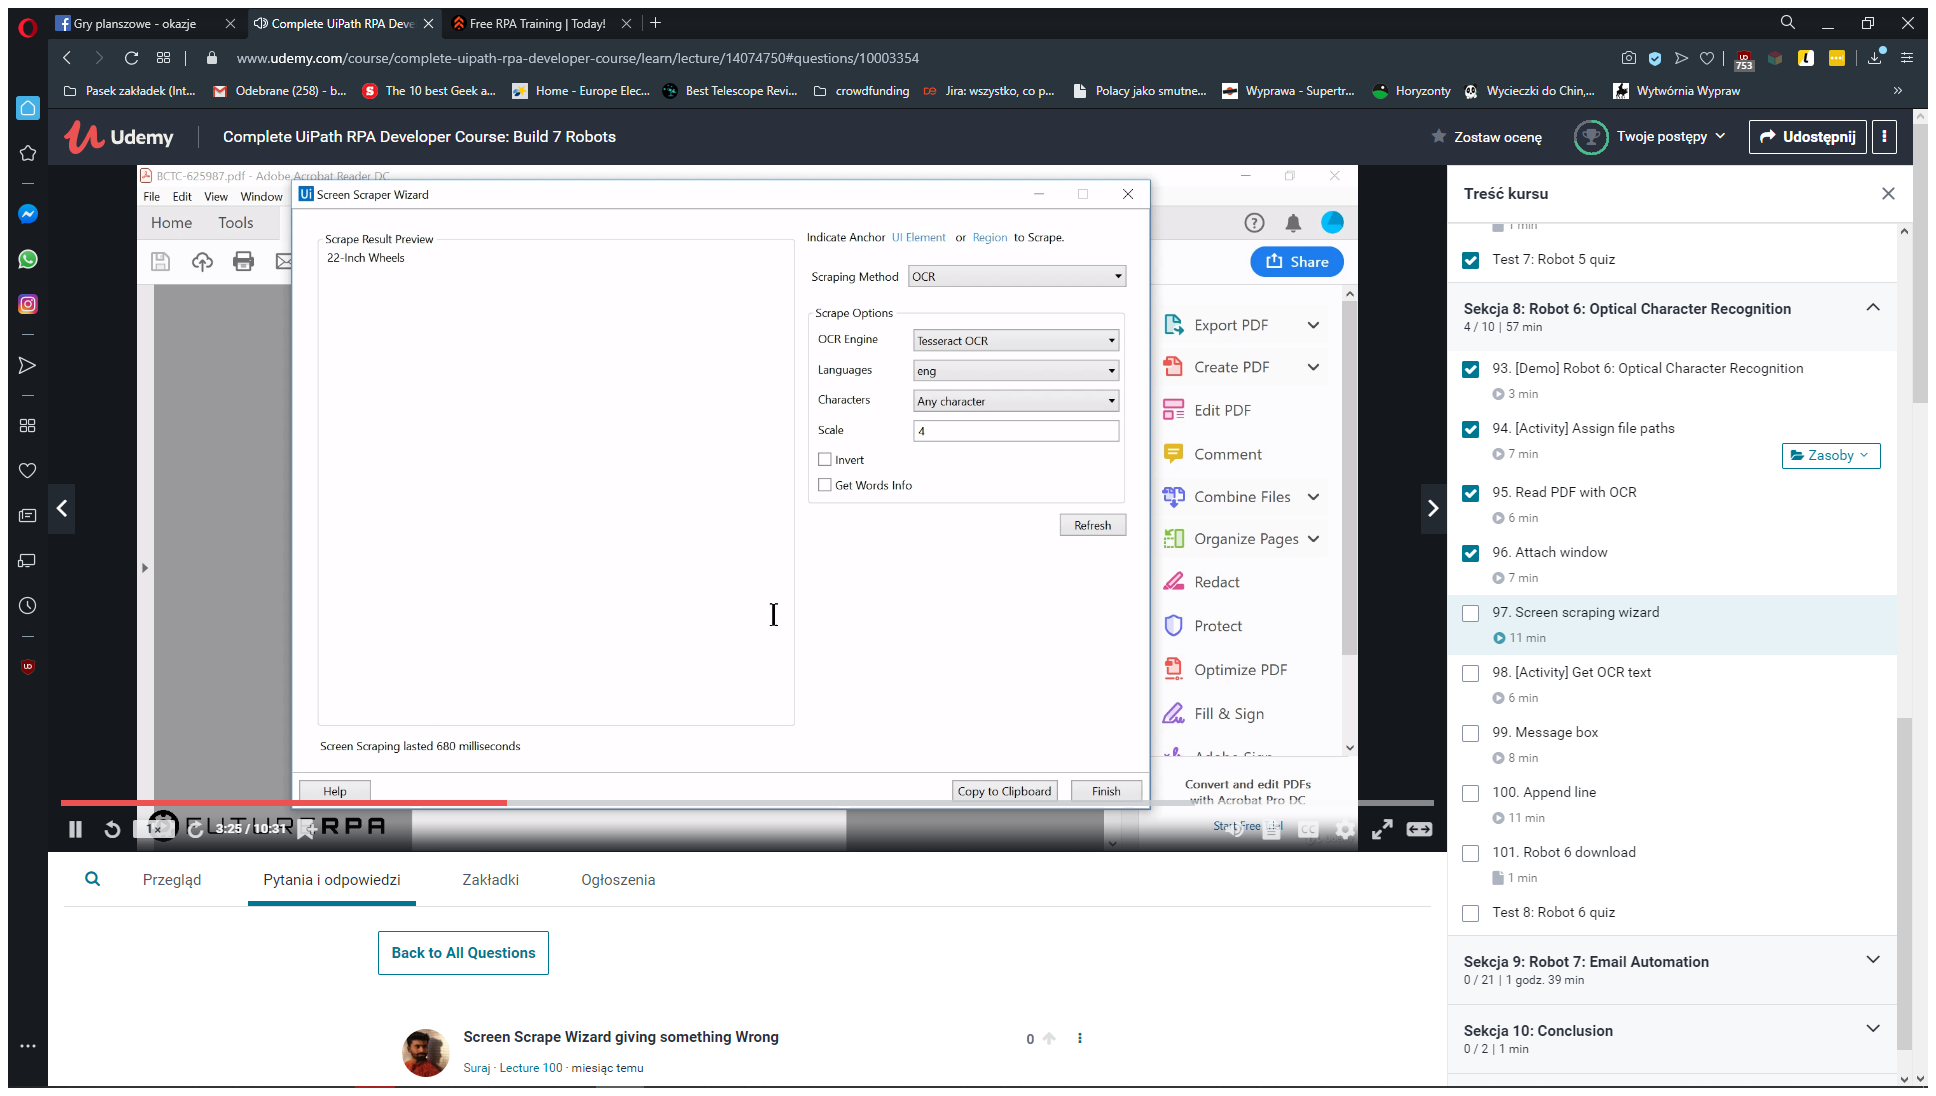 Gry planszowe - okazje
Complete UiPath RPA Deve
Free RPA Training | Today!
www.udemy.com/course/complete-uipath-rpa-developer-course/learn/lecture/14074750#questions/10003354
753
Pasek zakładek (Int...
Odebrane (258) - b...
The 10 best Geek a...
Home - Europe Elec...
Best Telescope Revi...
crowdfunding
Jira: wszystko, co p...
Polacy jako smutne...
Wyprawa - Supertr...
Horyzonty
Wycieczki do Chin,...
Wytwórnia Wypraw
Udemy
Complete UiPath RPA Developer Course: Build 7 Robots
Zostaw ocenę
Twoje postępy
Udostępnij
BCTC-625987.pdf - Adobe Acrobat Reader DC
File Edit View Window
Home Tools
Share
Ui Screen Scraper Wizard
Scrape Result Preview
22-Inch Wheels
Indicate Anchor UI Element or Region to Scrape.
Scraping Method OCR
Scrape Options
OCR Engine Tesseract OCR
Languages eng
Characters Any character
Scale 4
Invert
Get Words Info
Refresh
Screen Scraping lasted 680 milliseconds
Help
Copy to Clipboard
Finish
Export PDF
Create PDF
Edit PDF
Comment
Combine Files
Organize Pages
Redact
Protect
Optimize PDF
Fill & Sign
Adobe Sign
Convert and edit PDFs
with Acrobat Pro DC
Start Free Trial
FUTURE RPA
1x
3:25 / 10:31
CC
Treść kursu
1 min
Test 7: Robot 5 quiz
Sekcja 8: Robot 6: Optical Character Recognition
4 / 10 | 57 min
93. [Demo] Robot 6: Optical Character Recognition
3 min
94. [Activity] Assign file paths
7 min
Zasoby
95. Read PDF with OCR
6 min
96. Attach window
7 min
97. Screen scraping wizard
11 min
98. [Activity] Get OCR text
6 min
99. Message box
8 min
100. Append line
11 min
101. Robot 6 download
1 min
Test 8: Robot 6 quiz
Sekcja 9: Robot 7: Email Automation
0 / 21 | 1 godz. 39 min
Sekcja 10: Conclusion
0 / 2 | 1 min
Przegląd
Pytania i odpowiedzi
Zakładki
Ogłoszenia
Back to All Questions
Screen Scrape Wizard giving something Wrong
0
Suraj · Lecture 100 · miesiąc temu